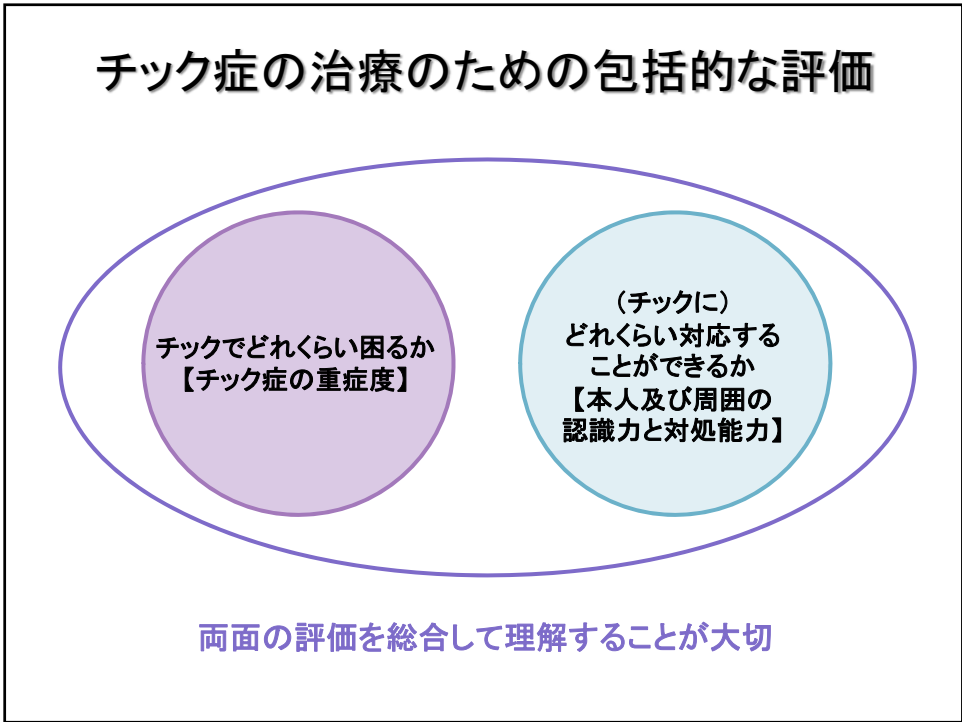 チック症の治療のための包括的な評価
チックでどれくらい困るか
【チック症の重症度】
（チックに）
どれくらい対応する
ことができるか
【本人及び周囲の
認識力と対処能力】
両面の評価を総合して理解することが大切